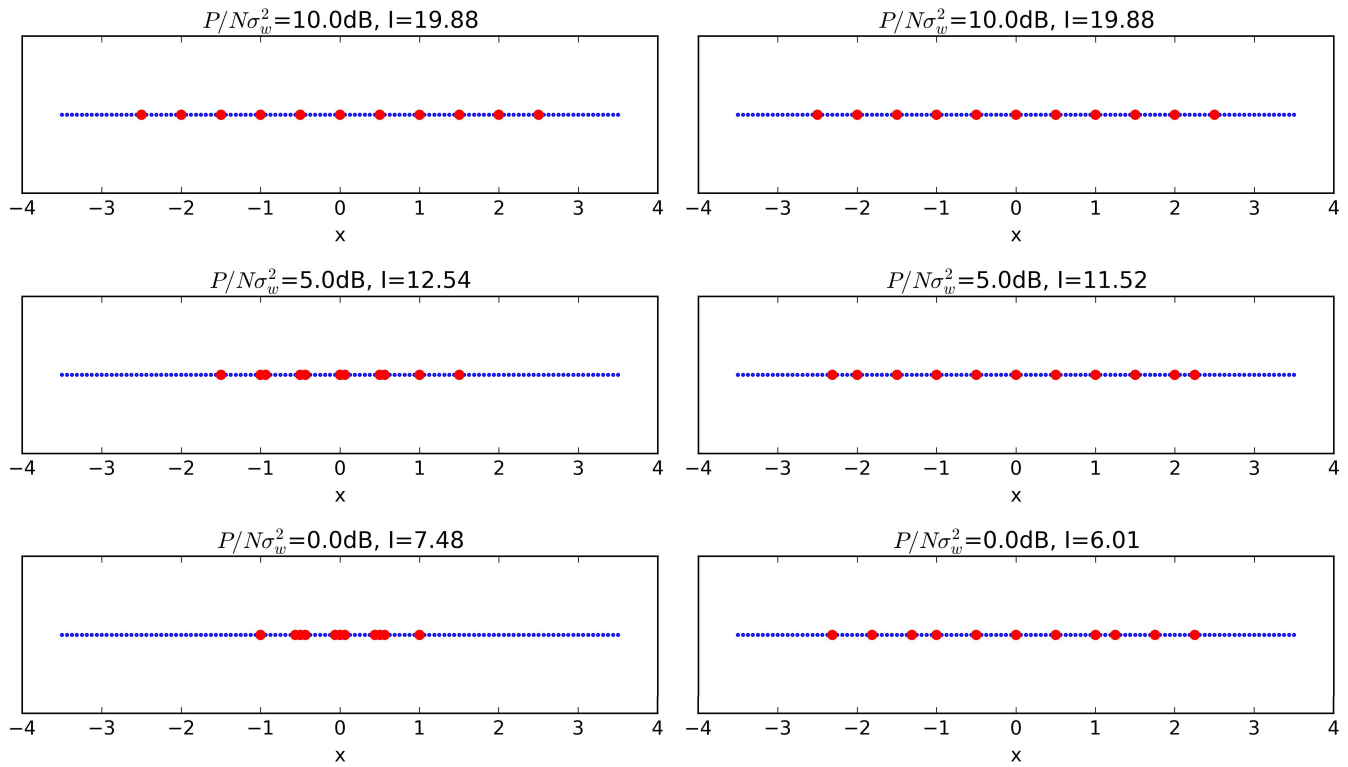 P/Nσ_w^2=10.0dB, I=19.88
−4 −3 −2 −1 0 1 2 3 4
x
P/Nσ_w^2=10.0dB, I=19.88
−4 −3 −2 −1 0 1 2 3 4
x
P/Nσ_w^2=5.0dB, I=12.54
−4 −3 −2 −1 0 1 2 3 4
x
P/Nσ_w^2=5.0dB, I=11.52
−4 −3 −2 −1 0 1 2 3 4
x
P/Nσ_w^2=0.0dB, I=7.48
−4 −3 −2 −1 0 1 2 3 4
x
P/Nσ_w^2=0.0dB, I=6.01
−4 −3 −2 −1 0 1 2 3 4
x